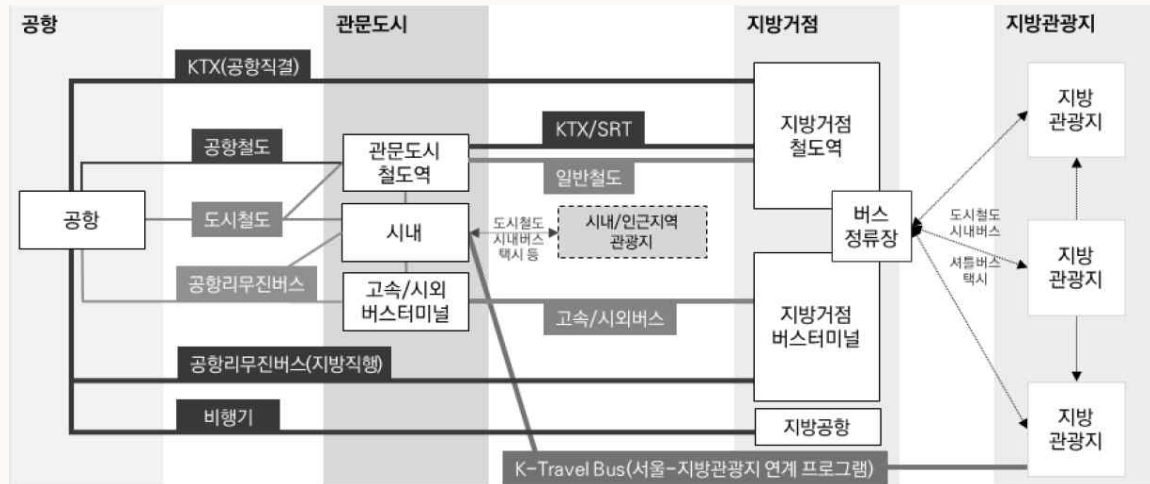 공항
관문도시
지방거점
지방관광지
KTX(공항직결)
공항철도
도시철도
공항리무진버스
공항
관문도시
철도역
시내
고속/시외
버스터미널
KTX/SRT
일반철도
도시철도
시내버스
택시 등
시내/인근지역
관광지
고속/시외버스
지방거점
철도역
버스
정류장
지방거점
버스터미널
지방공항
도시철도
시내버스
셔틀버스
택시
지방
관광지
지방
관광지
지방
관광지
공항리무진버스(지방직행)
비행기
K-Travel Bus(서울-지방관광지 연계 프로그램)